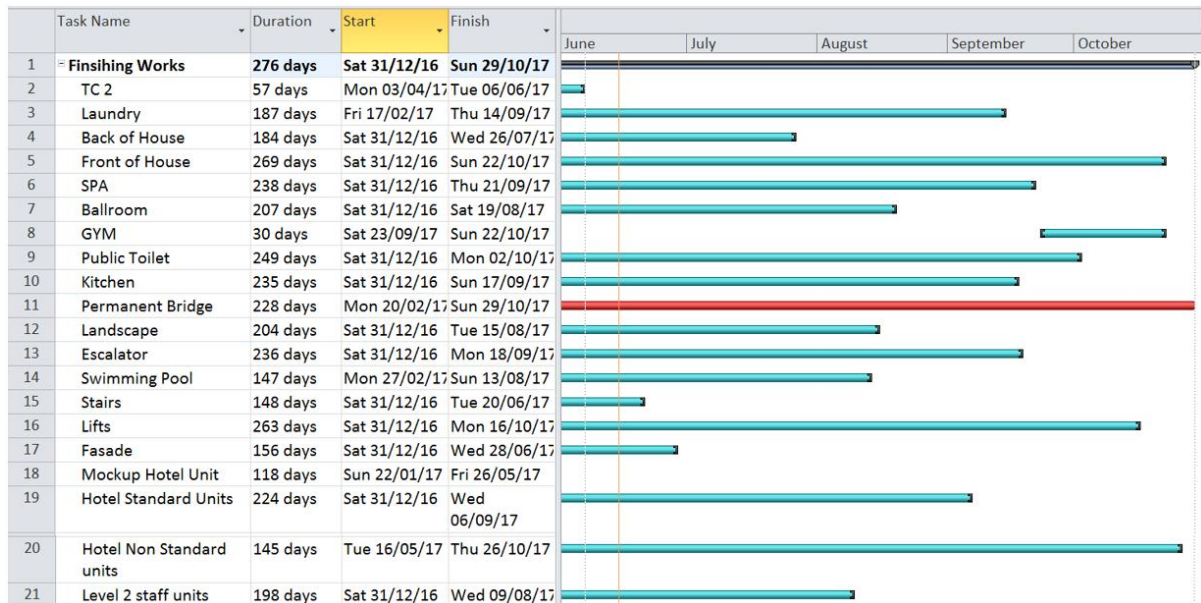 Task Name Duration Start Finish
June July August September October
1 Finsihing Works 276 days Sat 31/12/16 Sun 29/10/17
2 TC 2 57 days Mon 03/04/17 Tue 06/06/17
3 Laundry 187 days Fri 17/02/17 Thu 14/09/17
4 Back of House 184 days Sat 31/12/16 Wed 26/07/17
5 Front of House 269 days Sat 31/12/16 Sun 22/10/17
6 SPA 238 days Sat 31/12/16 Thu 21/09/17
7 Ballroom 207 days Sat 31/12/16 Sat 19/08/17
8 GYM 30 days Sat 23/09/17 Sun 22/10/17
9 Public Toilet 249 days Sat 31/12/16 Mon 02/10/17
10 Kitchen 235 days Sat 31/12/16 Sun 17/09/17
11 Permanent Bridge 228 days Mon 20/02/17 Sun 29/10/17
12 Landscape 204 days Sat 31/12/16 Tue 15/08/17
13 Escalator 236 days Sat 31/12/16 Mon 18/09/17
14 Swimming Pool 147 days Mon 27/02/17 Sun 13/08/17
15 Stairs 148 days Sat 31/12/16 Tue 20/06/17
16 Lifts 263 days Sat 31/12/16 Mon 16/10/17
17 Fasade 156 days Sat 31/12/16 Wed 28/06/17
18 Mockup Hotel Unit 118 days Sun 22/01/17 Fri 26/05/17
19 Hotel Standard Units 224 days Sat 31/12/16 Wed
06/09/17
20 Hotel Non Standard 145 days Tue 16/05/17 Thu 26/10/17
units
21 Level 2 staff units 198 days Sat 31/12/16 Wed 09/08/17